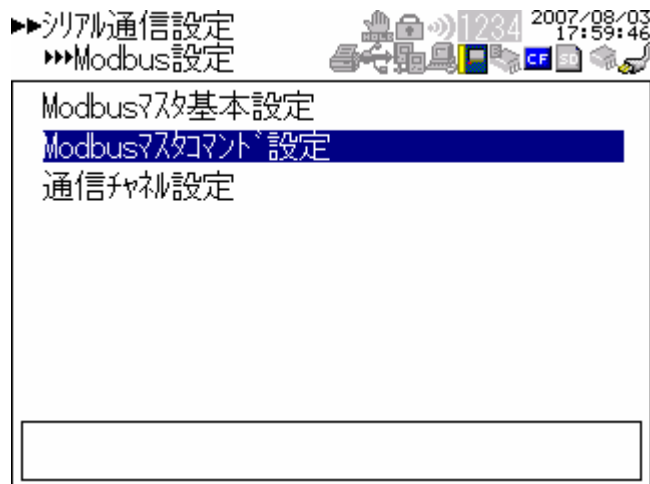 ▶▶シリアル通信設定
▶▶▶Modbus設定
HOLD 1234 2007/08/03
17:59:46
CF SD
Modbusマスタ基本設定
Modbusマスタコマンド゙設定
通信チャネル設定